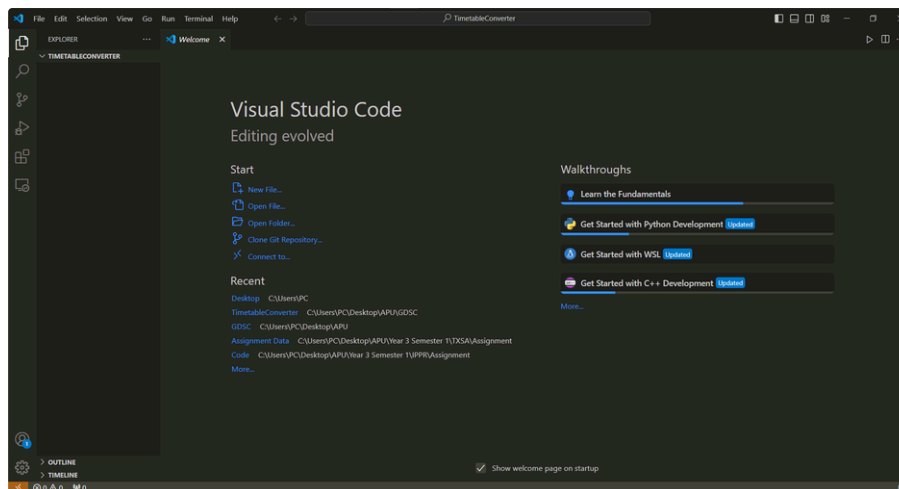 File Edit Selection View Go Run Terminal Help
TimetableConverter
EXPLORER
Welcome
TIMETABLECONVERTER
Visual Studio Code
Editing evolved
Start
New File...
Open File...
Open Folder...
Clone Git Repository...
Connect to...
Recent
Desktop C:\Users\PC
TimetableConverter C:\Users\PC\Desktop\APU\GDSC
GDSC C:\Users\PC\Desktop\APU
Assignment Data C:\Users\PC\Desktop\APU\Year 3 Semester 1\TXSA\Assignment
Code C:\Users\PC\Desktop\APU\Year 3 Semester 1\IPPR\Assignment
More...
Walkthroughs
Learn the Fundamentals
Get Started with Python Development Updated
Get Started with WSL Updated
Get Started with C++ Development Updated
More...
1
OUTLINE
TIMELINE
Show welcome page on startup
0 0 0